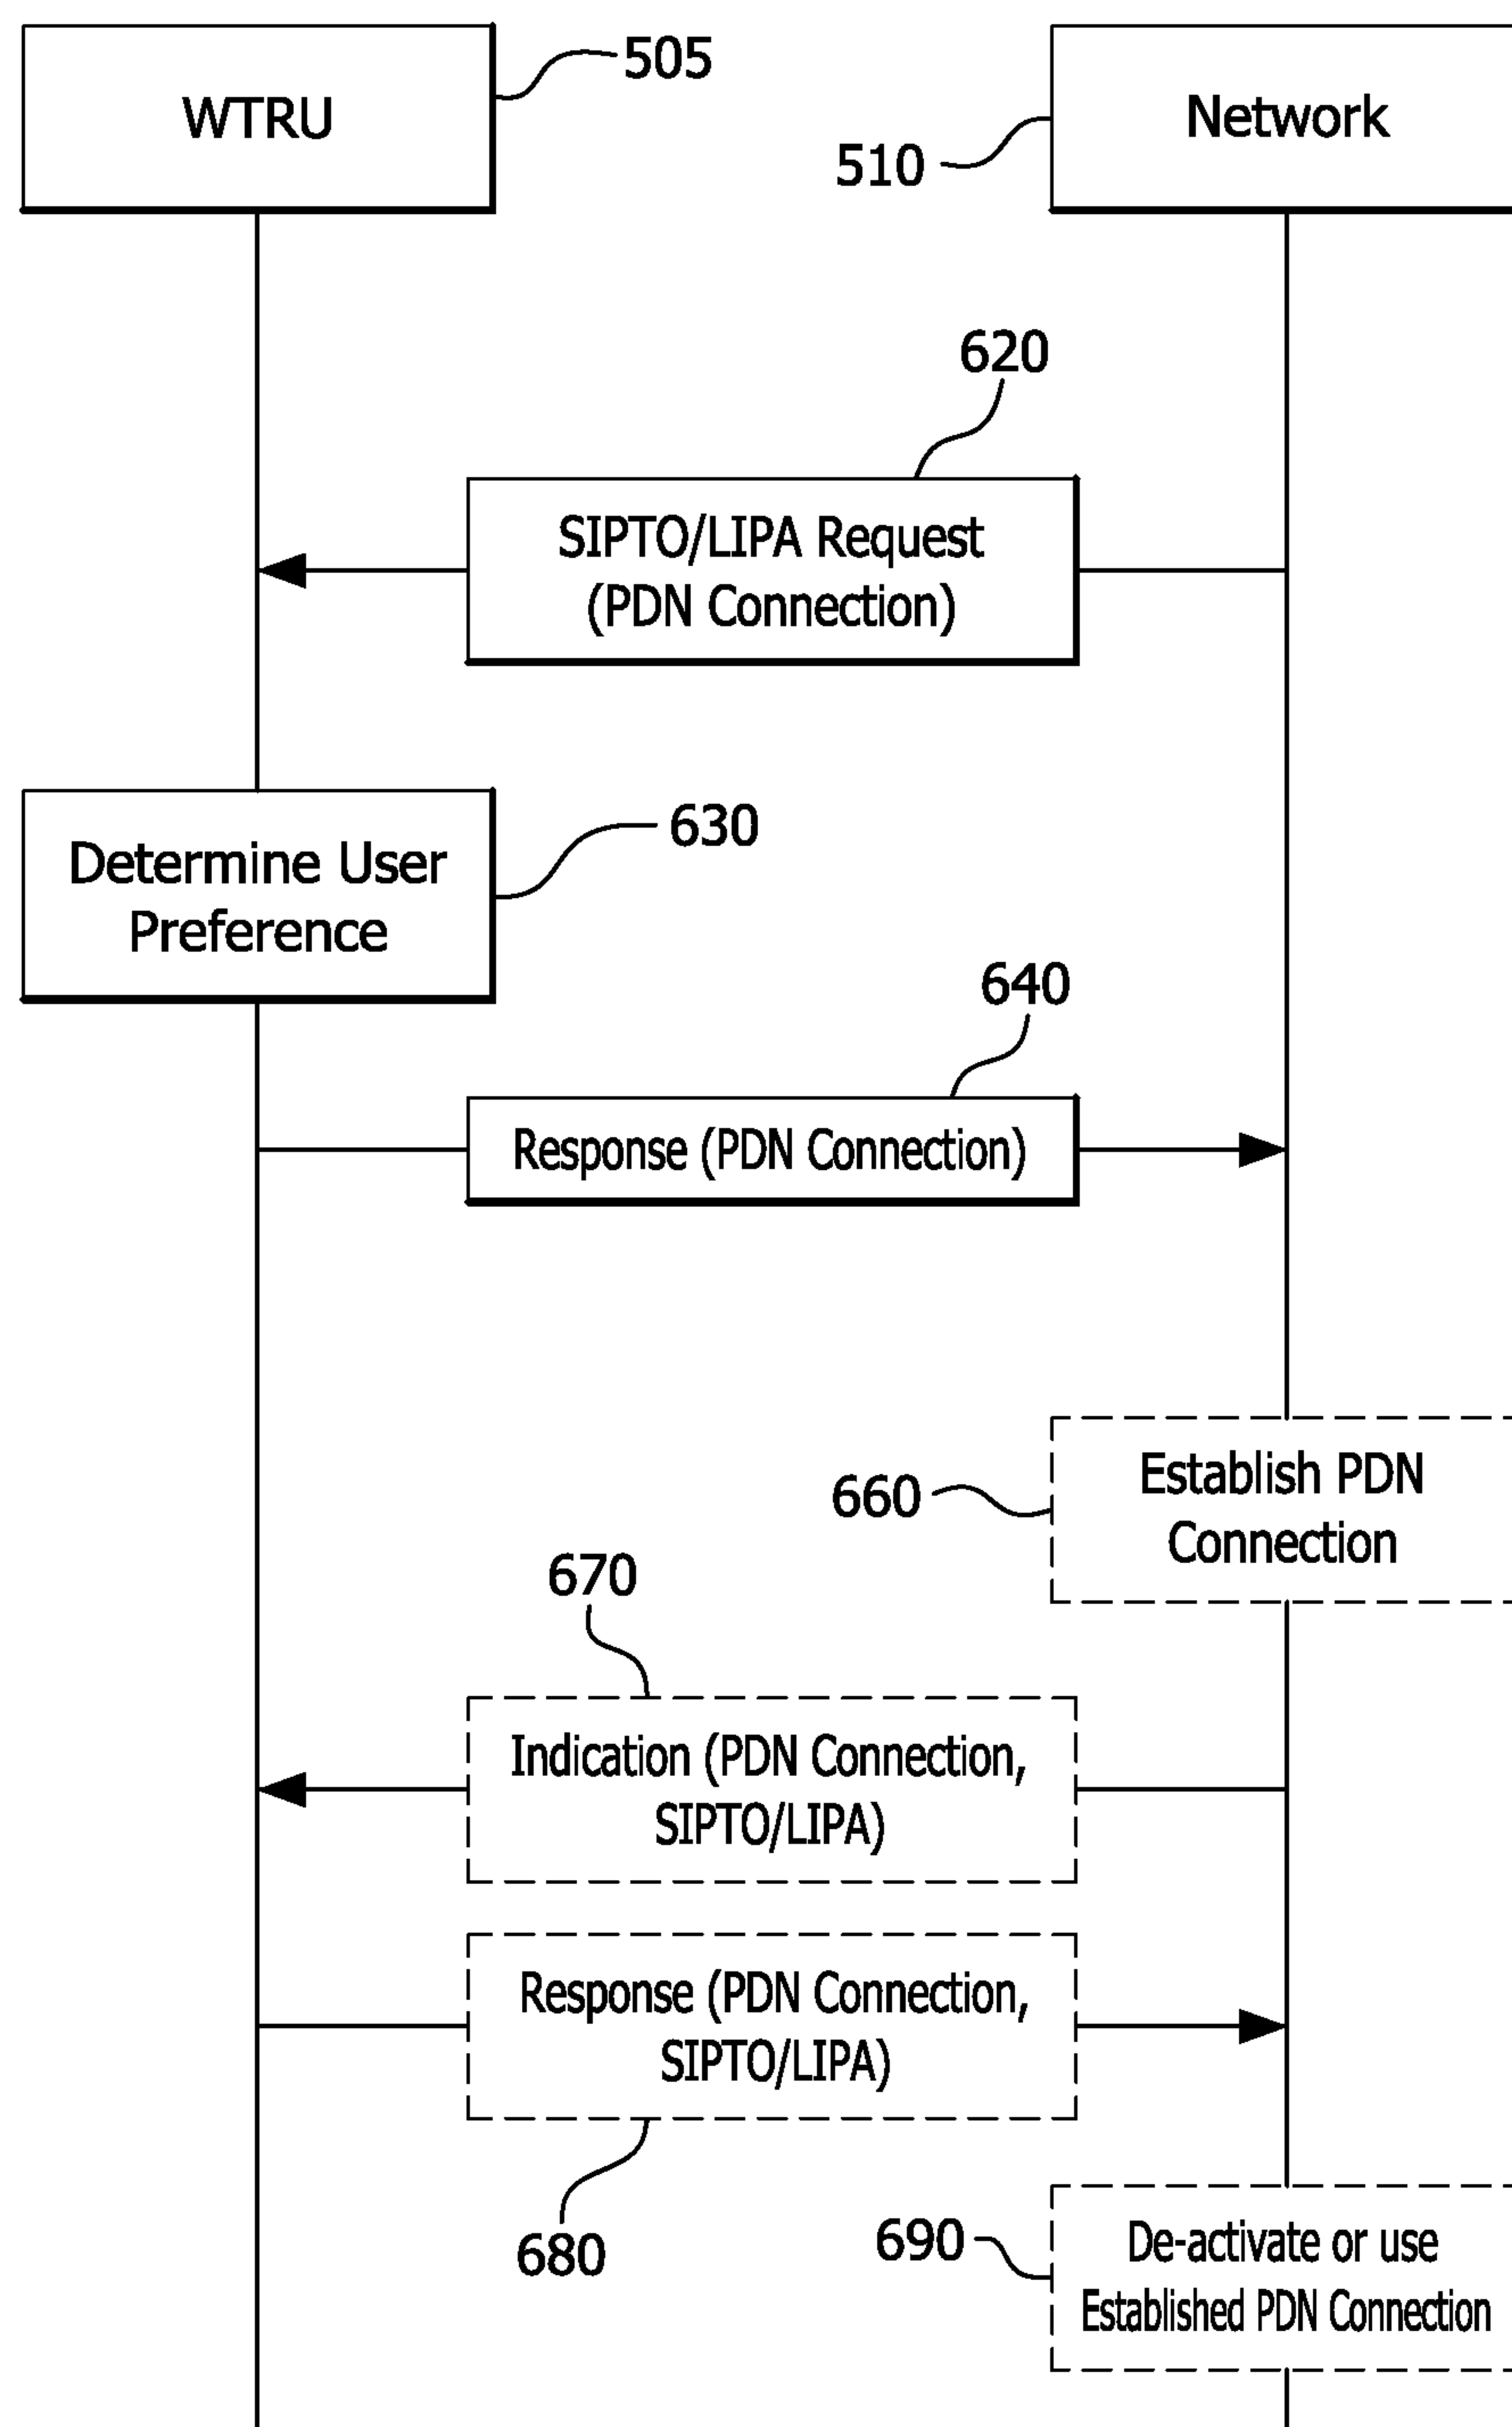 WTRU
505
510
Network
620
SIPTO/LIPA Request
(PDN Connection)
Determine User
Preference
630
640
Response (PDN Connection)
660
Establish PDN
Connection
670
Indication (PDN Connection,
SIPTO/LIPA)
Response (PDN Connection,
SIPTO/LIPA)
680
690
De-activate or use
Established PDN Connection